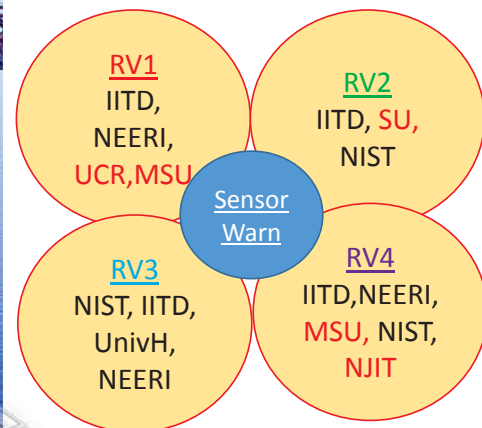 RV1
IITD,
NEERI,
UCR,MSU
RV2
IITD, SU,
NIST
Sensor
Warn
RV3
NIST, IITD,
UnivH,
NEERI
RV4
IITD,NEERI,
MSU, NIST,
NJIT